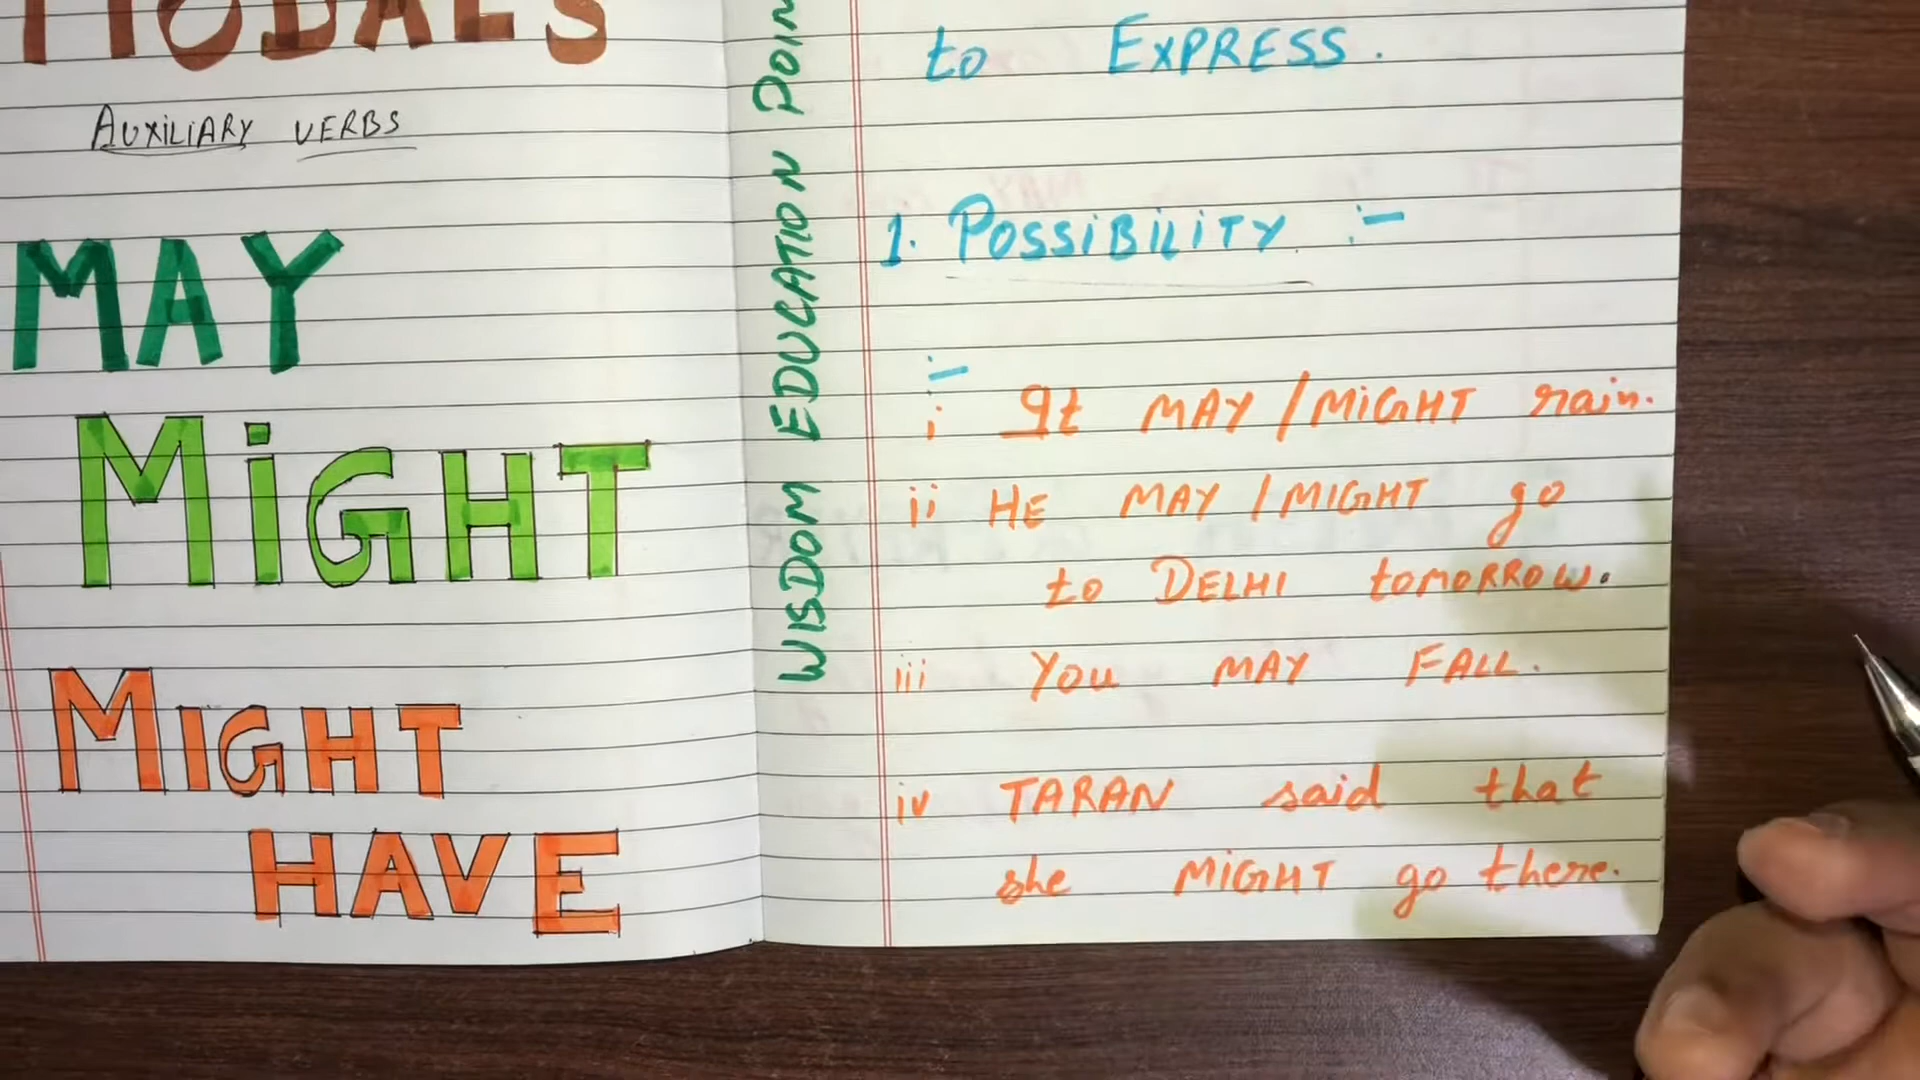 MODALS
AUXILIARY VERBS
MAY
MiGHT
MIGHT
HAVE
WISDOM EDUCATION POIN
to EXPRESS.
1. POSSiBiLiTY :-
:-
i It MAY/MiGHT rain.
ii HE MAY/MIGHT go
to DELHI tomorrow.
iii You MAY FALL.
iv TARAN said that
she MiGHT go there.